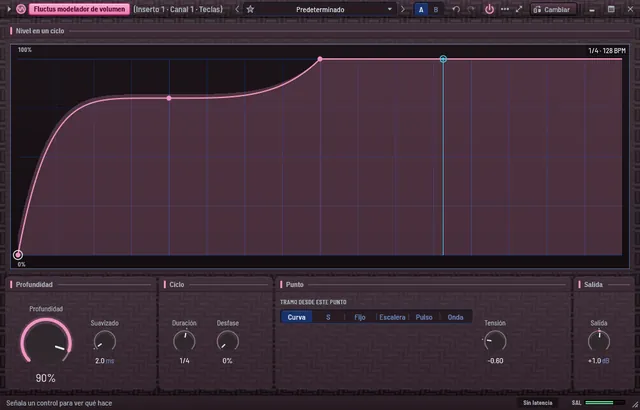 Fluctus modelador de volumen (Inserto 1 · Canal 1 · Teclas) Predeterminado A B Cambiar
Nivel en un ciclo
100% 1/4 · 128 BPM
0%
Profundidad Ciclo Punto Salida
Profundidad
Suavizado
2.0 ms
90%
Duración Desfase
1/4 0%
TRAMO DESDE ESTE PUNTO
Curva S Fijo Escalera Pulso Onda
Tensión
-0.60
Salida
+1.0 dB
Señala un control para ver qué hace Sin latencia SAL